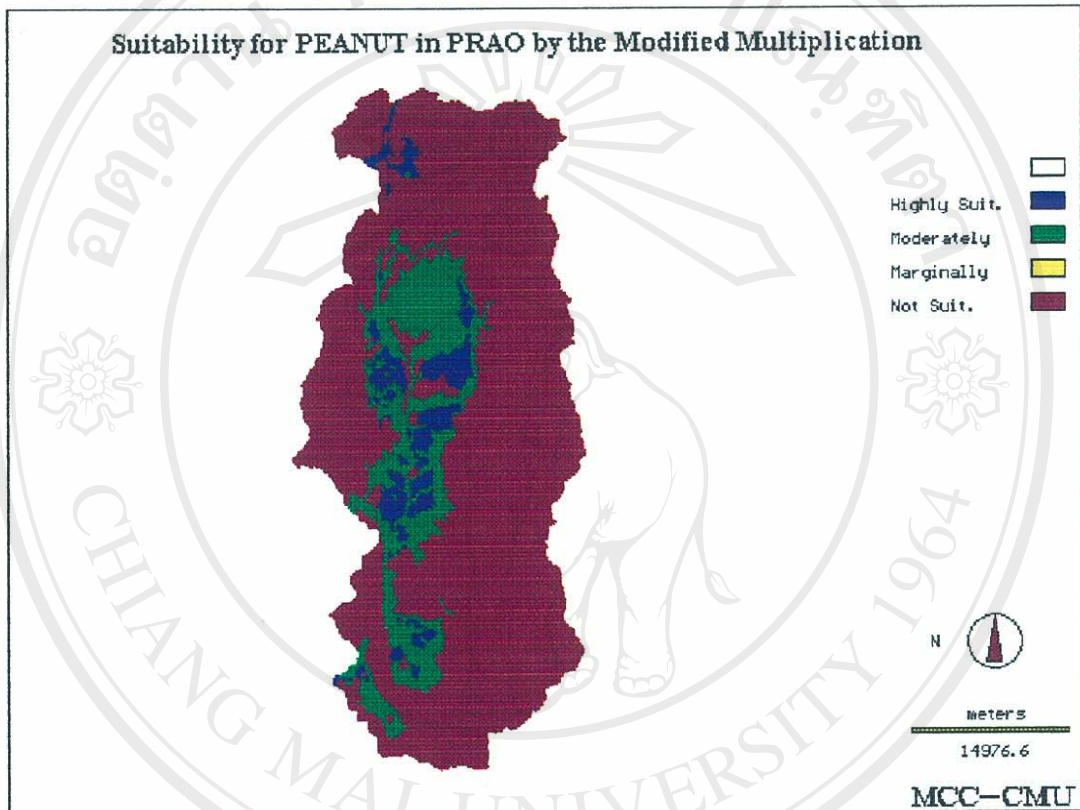 Suitability for PEANUT in PRAO by the Modified Multiplication
Highly Suit.
Moderately
Marginally
Not Suit.
N
meters
14976.6
MCC-CMU
CHIANG MAI UNIVERSITY 1964